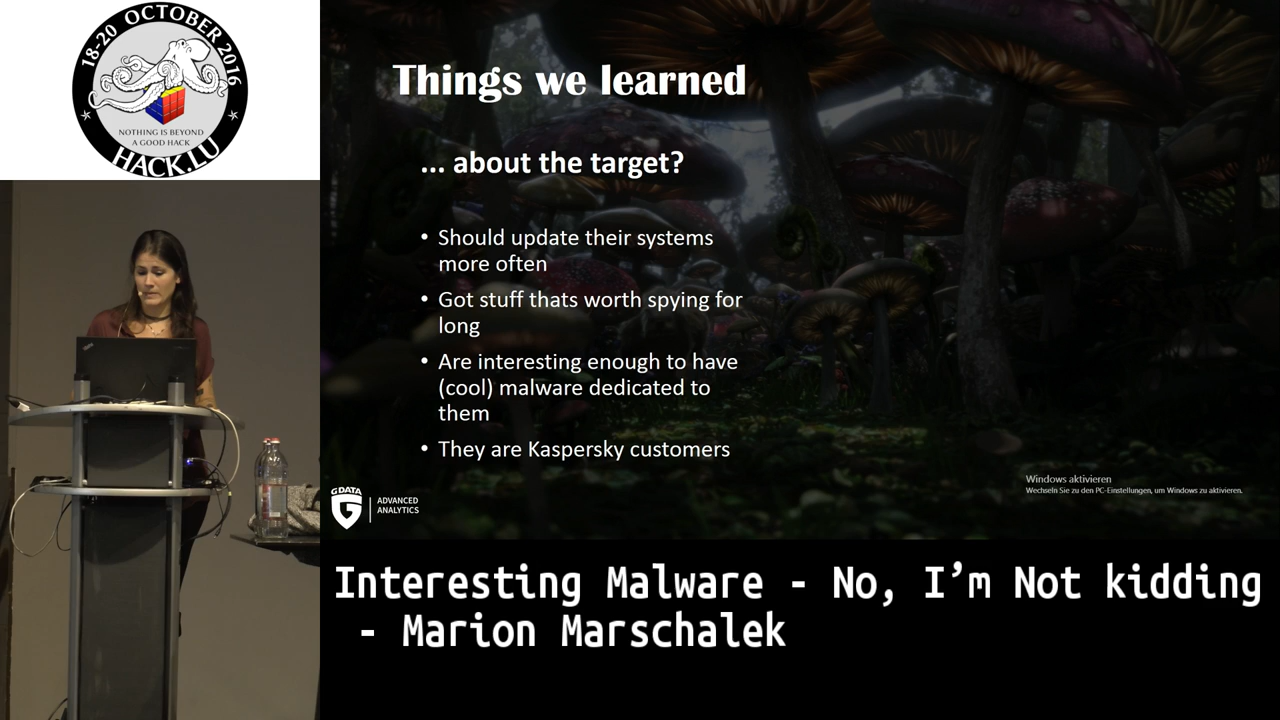 18-20 OCTOBER 2016
NOTHING IS BEYOND
A GOOD HACK
HACK.LU
Things we learned
... about the target?
• Should update their systems
more often
• Got stuff thats worth spying for
long
• Are interesting enough to have
(cool) malware dedicated to
them
• They are Kaspersky customers
G DATA
ADVANCED
ANALYTICS
Windows aktivieren
Wechseln Sie zu den PC-Einstellungen, um Windows zu aktivieren.
Interesting Malware - No, I’m Not kidding
- Marion Marschalek